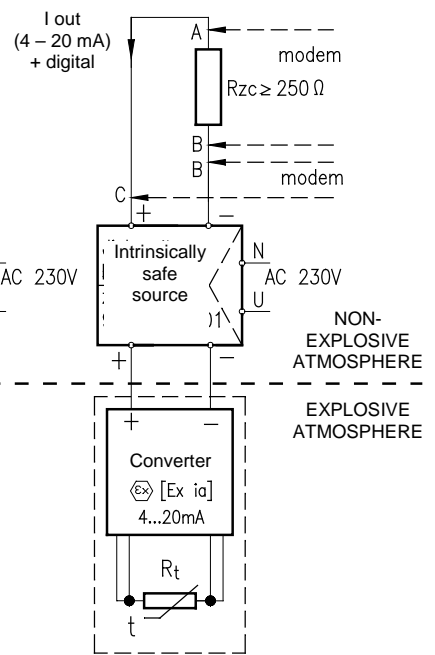 I out
(4 – 20 mA)
+ digital
A
modem
Rzc ≥ 250 Ω
B
B
modem
C
+ −
Intrinsically
safe
source
N
AC 230V
AC 230V
U
NON-
EXPLOSIVE
ATMOSPHERE
+ −
EXPLOSIVE
ATMOSPHERE
+ −
Converter
εx [Ex ia]
4...20mA
Rt
t